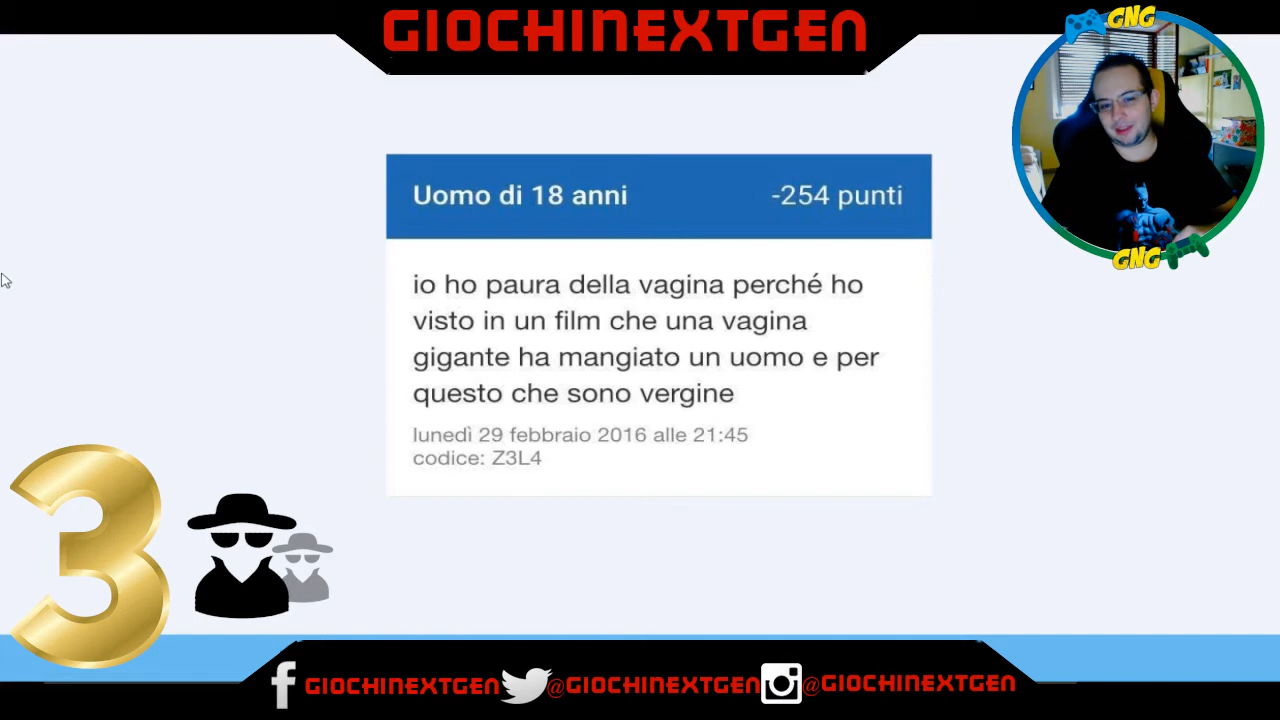 GIOCHINEXTGEN
GNG
Uomo di 18 anni -254 punti
io ho paura della vagina perché ho
visto in un film che una vagina
gigante ha mangiato un uomo e per
questo che sono vergine
lunedì 29 febbraio 2016 alle 21:45
codice: Z3L4
GNG
3
f GIOCHINEXTGEN @GIOCHINEXTGEN @GIOCHINEXTGEN